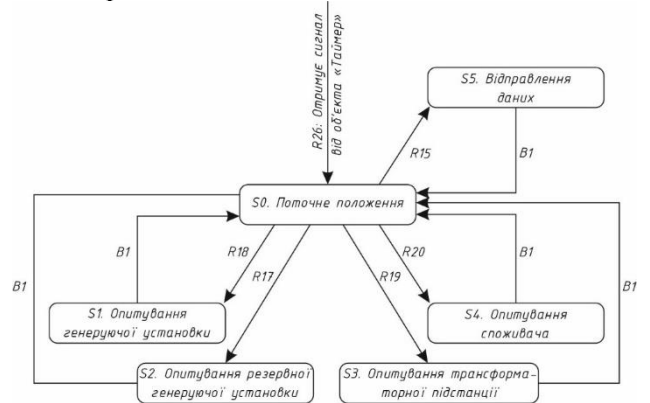 R26: Отримує сигнал
від об'єкта «Таймер»
S5. Відправлення
даних
R15
B1
S0. Поточне положення
B1
R18
R17
R19
R20
B1
B1
B1
S1. Опитування
генеруючої установки
S4. Опитування
споживача
S2. Опитування резервної
генеруючої установки
S3. Опитування трансформа-
торної підстанції